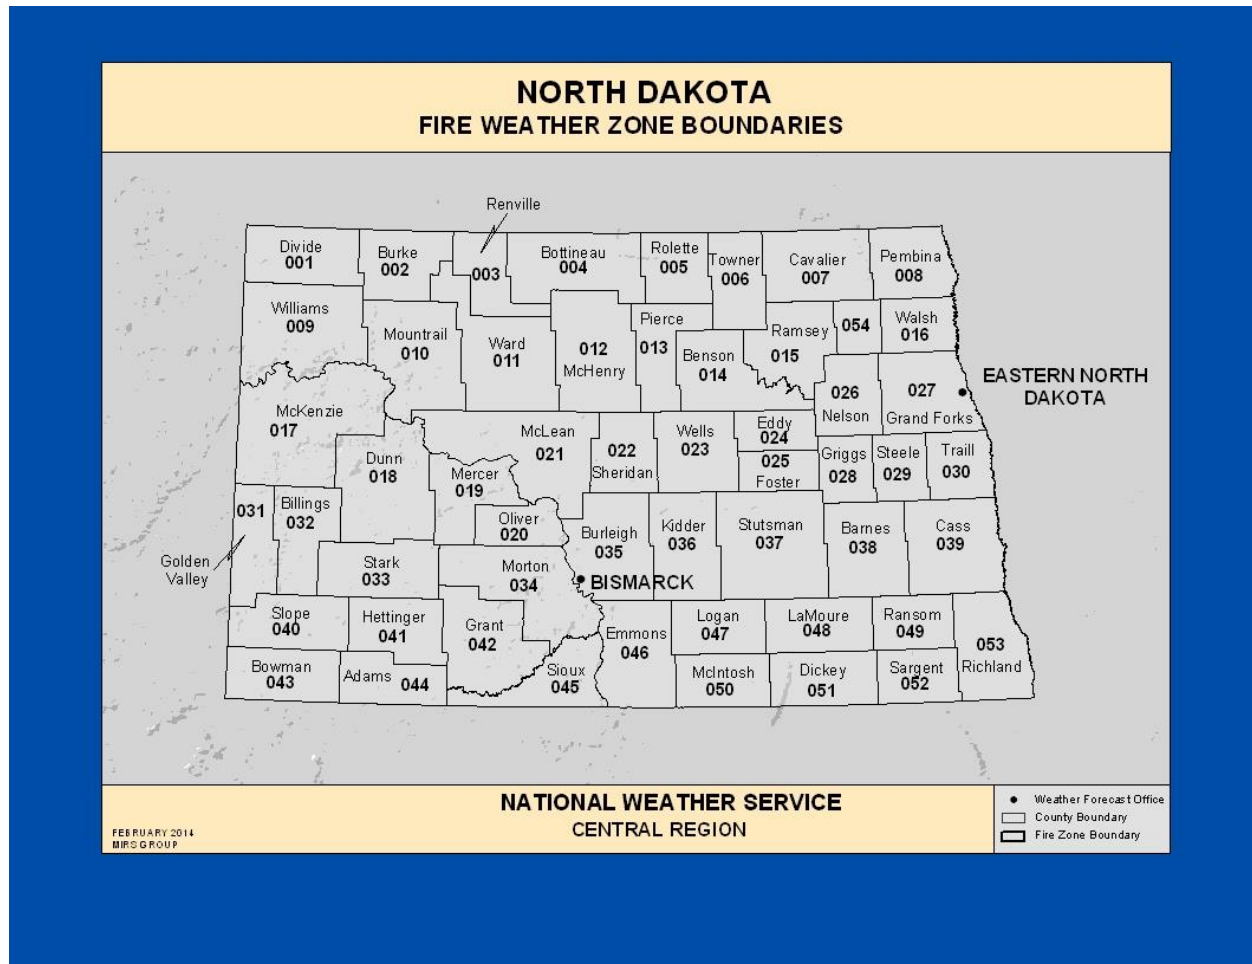 NORTH DAKOTA
FIRE WEATHER ZONE BOUNDARIES
Renville
Divide
001
Burke
002
003
Bottineau
004
Rolette
005
Towner
006
Cavalier
007
Pembina
008
Williams
009
Mountrail
010
Ward
011
012
McHenry
Pierce
013
Benson
014
Ramsey
015
054
Walsh
016
McKenzie
017
Dunn
018
Mercer
019
Oliver
020
McLean
021
022
Sheridan
Wells
023
Eddy
024
025
Foster
026
Nelson
027
Grand Forks
EASTERN NORTH
DAKOTA
Griggs
028
Steele
029
Traill
030
031
Golden
Valley
Billings
032
Stark
033
Morton
034
Burleigh
035
BISMARCK
Kidder
036
Stutsman
037
Barnes
038
Cass
039
Slope
040
Hettinger
041
Grant
042
Bowman
043
Adams 044
Sioux
045
Emmons
046
Logan
047
LaMoure
048
Ransom
049
McIntosh
050
Dickey
051
Sargent
052
053
Richland
NATIONAL WEATHER SERVICE
CENTRAL REGION
FEBRUARY 2014
MIRS GROUP
Weather Forecast Office
County Boundary
Fire Zone Boundary